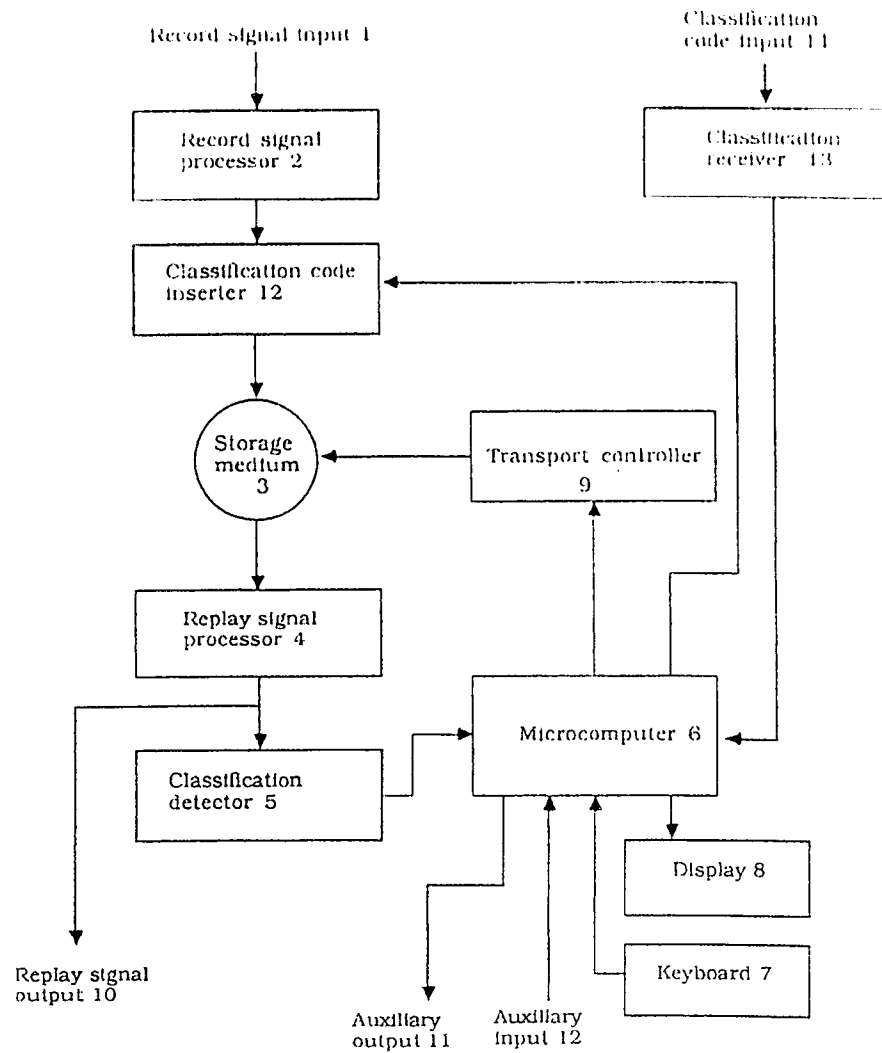 Record signal input 1
Classification
code input 11
Record signal
processor 2
Classification
receiver 13
Classification code
inserter 12
Storage
medium
3
Transport controller
9
Replay signal
processor 4
Microcomputer 6
Classification
detector 5
Display 8
Keyboard 7
Replay signal
output 10
Auxiliary
output 11
Auxiliary
input 12